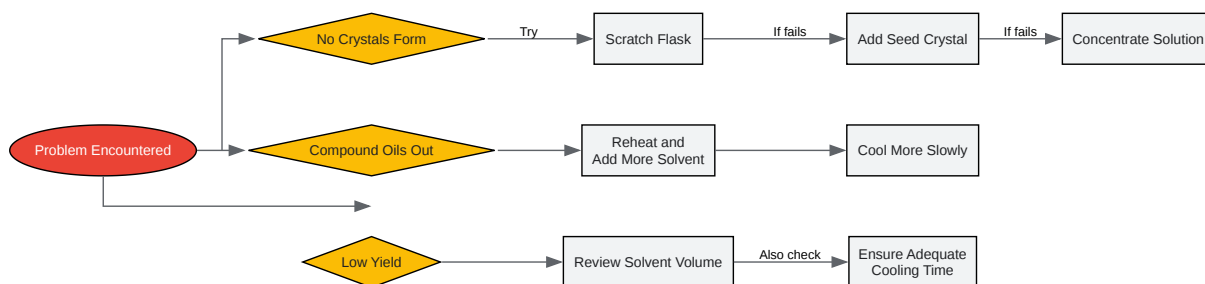 No Crystals Form
Try
Scratch Flask
If fails
Add Seed Crystal
If fails
Concentrate Solution
Problem Encountered
Compound Oils Out
Reheat and
Add More Solvent
Cool More Slowly
Low Yield
Review Solvent Volume
Also check
Ensure Adequate
Cooling Time